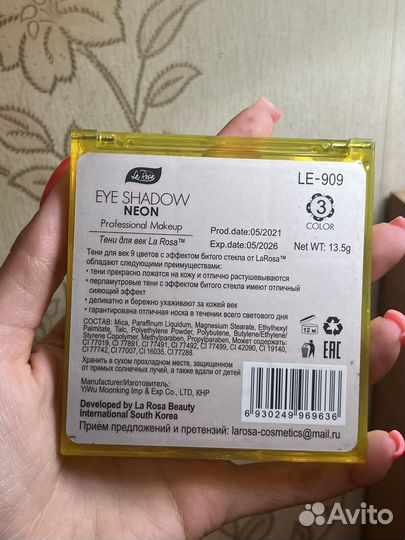 La Rose
LE-909
EYE SHADOW
NEON
Professional Makeup
Тени для век La Rosa™
3
COLOR
Prod.date:05/2021
Exp.date:05/2026
Net WT: 13.5g
Тени для век 9 цветов с эффектом битого стекла от LaRosa™
обладают следующими преимуществами:
• тени прекрасно ложатся на кожу и отлично растушевываются
• перламутровые тени с эффектом битого стекла имеют отличный
сияющий эффект
• деликатно и бережно ухаживают за кожей век
• гарантированна отличная носка в течении всего светового дня
СОСТАВ: Mica, Paraffinum Liquidum, Magnesium Stearate, Ethylhexyl
Palmitate, Talc, Polyethylene Powder, Polybutene, Butylene/Ethylene/
Styrene Copolymer, Methylparaben, Propylparaben, Может содержать:
CI 77019, CI 77891, CI 77491, CI 77492, CI 77499, CI 42090, CI 19140,
CI 77742, CI 77007, CI 16035, CI 77288.
12 м
EAC
Хранить в сухом прохладном месте, защищенном
от прямых солнечных лучей, а также вдали от детей
Manufacturer/Изготовитель:
YiWu Moonking Imp & Exp Co., LTD, КНР
Developed by La Rosa Beauty
International South Korea
6 930249 969636
Приём предложений и претензий: larosa-cosmetics@mail.ru
Avito